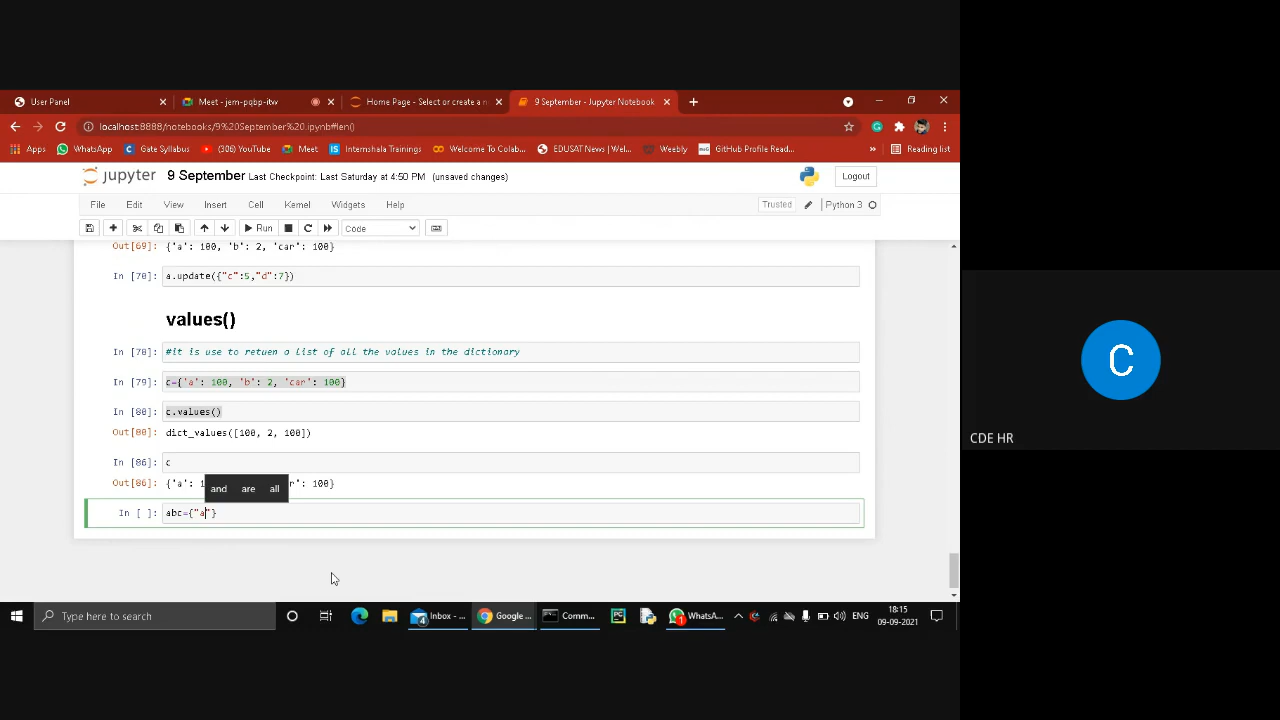 User Panel
Meet - jem-pqbp-itw
Home Page - Select or create a n
9 September - Jupyter Notebook
localhost:8888/notebooks/9%20September%20.ipynb#len()
Apps
WhatsApp
Gate Syllabus
(306) YouTube
Meet
Internshala Trainings
Welcome To Colab...
EDUSAT News | Wel...
Weebly
GitHub Profile Read...
»
Reading list
jupyter 9 September Last Checkpoint: Last Saturday at 4:50 PM (unsaved changes)
Logout
File Edit View Insert Cell Kernel Widgets Help
Trusted
Python 3
Run
Code
Out[69]: {'a': 100, 'b': 2, 'car': 100}
In [70]: a.update({"c":5,"d":7})
values()
In [78]: #it is use to retuen a list of all the values in the dictionary
In [79]: c={'a': 100, 'b': 2, 'car': 100}
In [80]: c.values()
Out[80]: dict_values([100, 2, 100])
In [86]: c
and are all
Out[86]: {'a': 1 r': 100}
In [ ]: abc={"a"}
C
CDE HR
Type here to search
4
Inbox - ...
Google ...
Comm...
PC
1
WhatsA...
ENG
18:15
09-09-2021